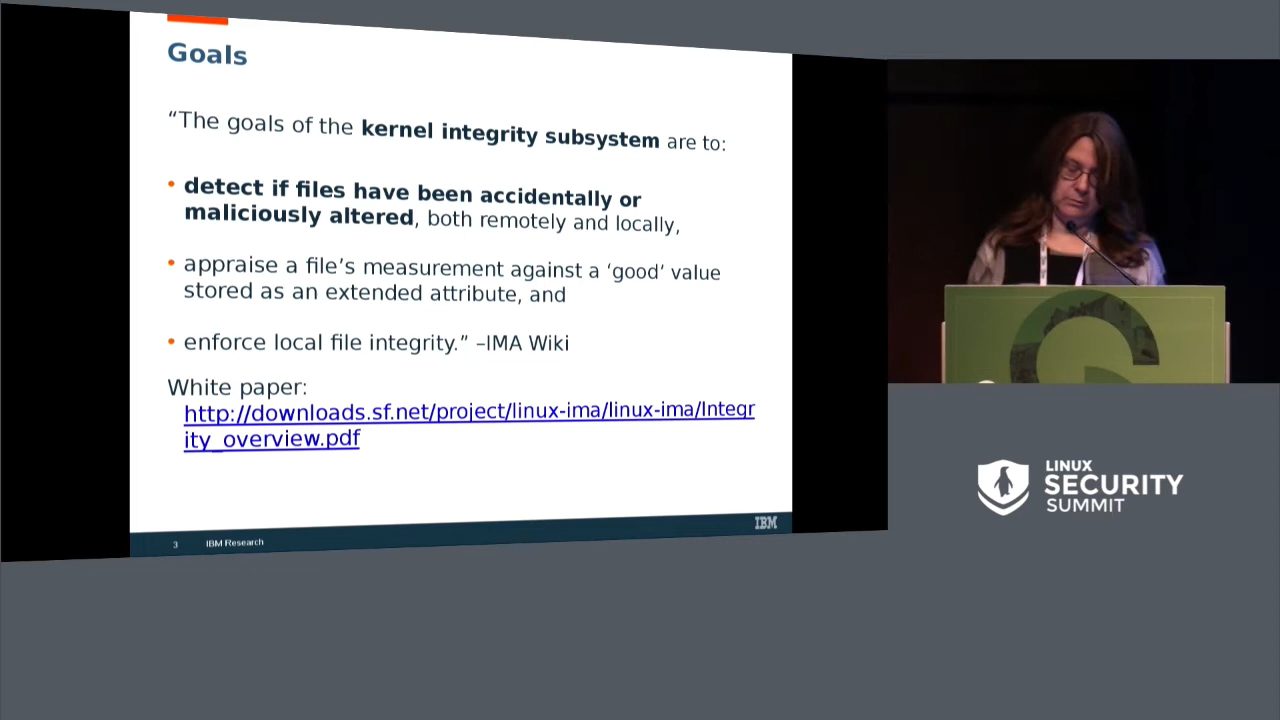 Goals
“The goals of the kernel integrity subsystem are to:
• detect if files have been accidentally or
maliciously altered, both remotely and locally,
• appraise a file’s measurement against a ‘good’ value
stored as an extended attribute, and
• enforce local file integrity.” –IMA Wiki
White paper:
http://downloads.sf.net/project/linux-ima/linux-ima/Integr
ity_overview.pdf
3 IBM Research
IBM
LINUX
SECURITY
SUMMIT